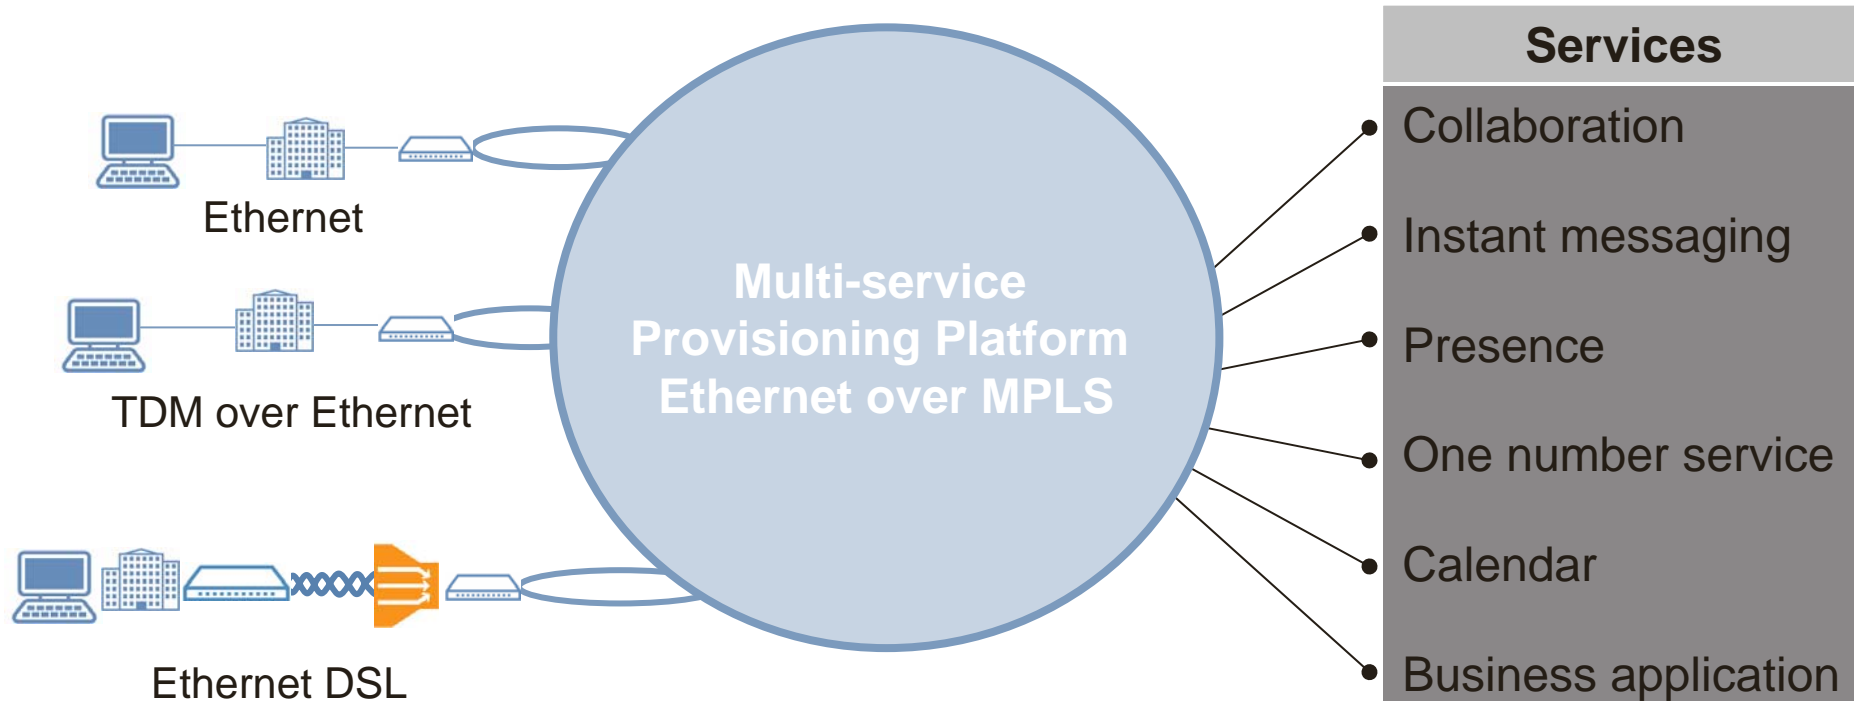 Ethernet
TDM over Ethernet
Ethernet DSL
Multi-service
Provisioning Platform
Ethernet over MPLS
Services
Collaboration
Instant messaging
Presence
One number service
Calendar
Business application